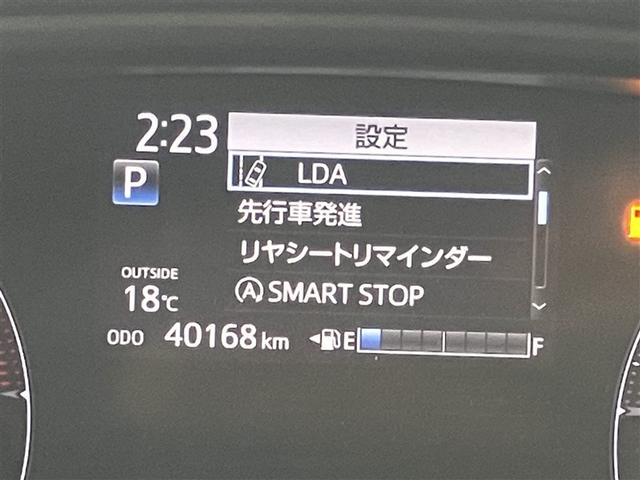 2:23
設定
LDA
P
先行車発進
リヤシートリマインダー
OUTSIDE
18℃
SMART STOP
ODO 40168 km
E F